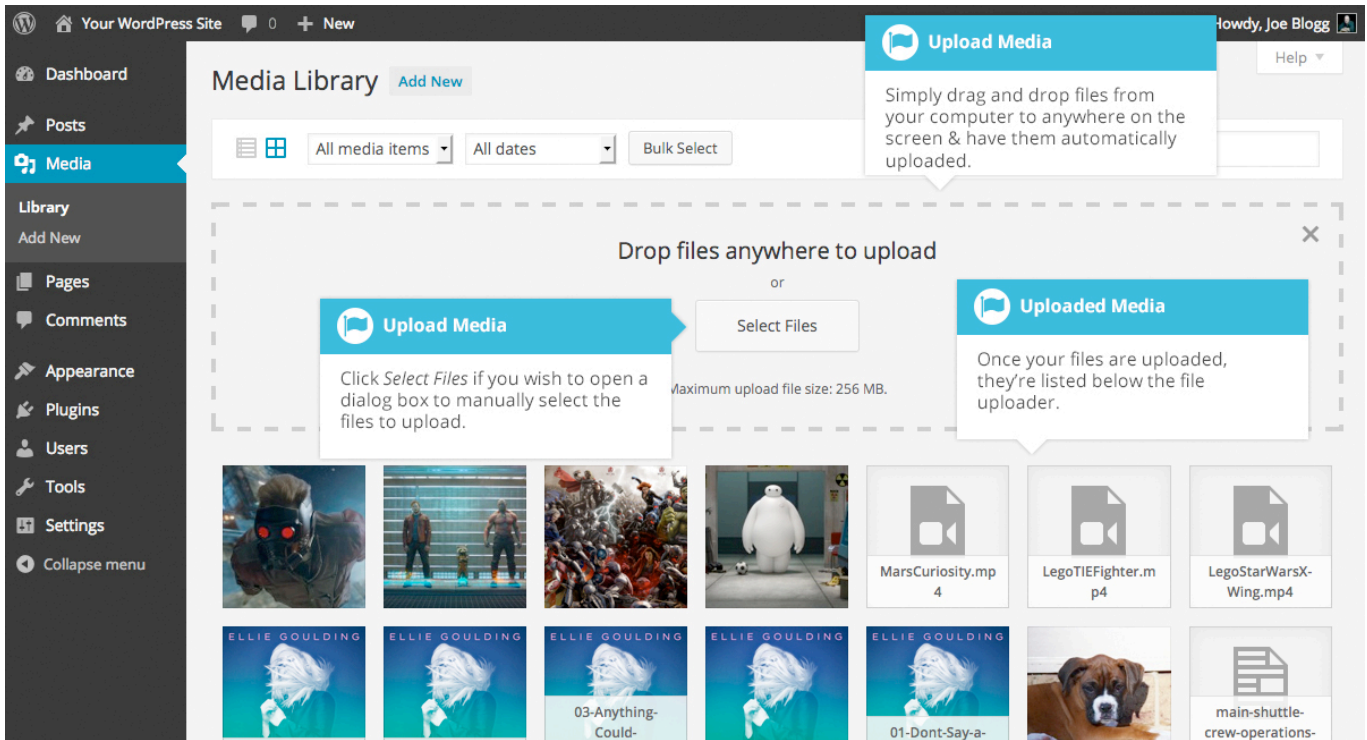 Your WordPress Site 0 + New
Howdy, Joe Blogg
Help
Dashboard
Posts
Media
Library
Add New
Pages
Comments
Appearance
Plugins
Users
Tools
Settings
Collapse menu
Media Library Add New
All media items All dates Bulk Select
Upload Media
Simply drag and drop files from
your computer to anywhere on the
screen & have them automatically
uploaded.
Drop files anywhere to upload
or
Select Files
Maximum upload file size: 256 MB.
Upload Media
Click Select Files if you wish to open a
dialog box to manually select the
files to upload.
Uploaded Media
Once your files are uploaded,
they're listed below the file
uploader.
MarsCuriosity.mp
4
LegoTIEFighter.m
p4
LegoStarWarsX-
Wing.mp4
ELLIE GOULDING
ELLIE GOULDING
ELLIE GOULDING
03-Anything-
Could-
ELLIE GOULDING
ELLIE GOULDING
01-Dont-Say-a-
main-shuttle-
crew-operations-